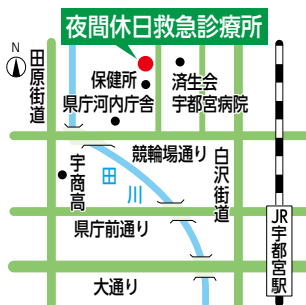 夜間休日救急診療所
N
田原街道
保健所
済生会
宇都宮病院
県庁河内庁舎
競輪場通り
白沢街道
宇商高
田川
県庁前通り
JR宇都宮駅
大通り